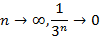 n → ∞, 1/3ⁿ → 0